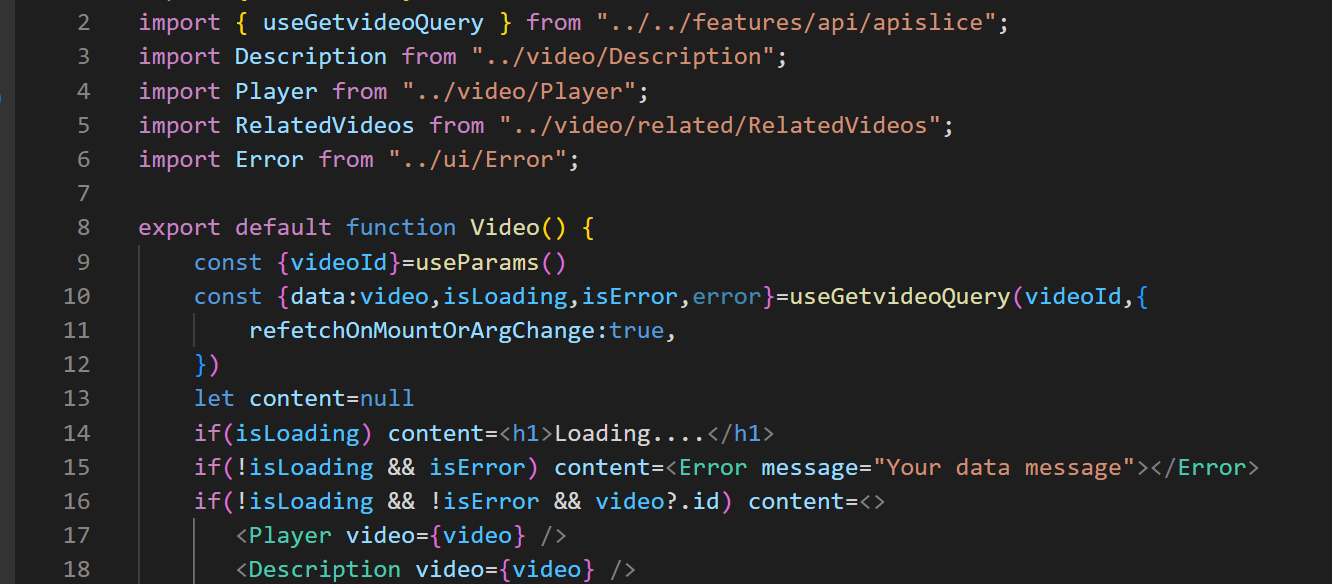 2 import { useGetvideoQuery } from "../../features/api/apislice";
3 import Description from "../video/Description";
4 import Player from "../video/Player";
5 import RelatedVideos from "../video/related/RelatedVideos";
6 import Error from "../ui/Error";
7
8 export default function Video() {
9 const {videoId}=useParams()
10 const {data:video,isLoading,isError,error}=useGetvideoQuery(videoId,{
11 refetchOnMountOrArgChange:true,
12 })
13 let content=null
14 if(isLoading) content=<h1>Loading....</h1>
15 if(!isLoading && isError) content=<Error message="Your data message"></Error>
16 if(!isLoading && !isError && video?.id) content=<>
17 <Player video={video} />
18 <Description video={video} />